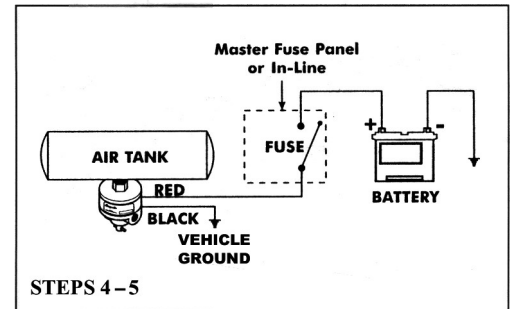 Master Fuse Panel
or In-Line
+ -
FUSE
AIR TANK
BATTERY
RED
BLACK
VEHICLE
GROUND
STEPS 4–5